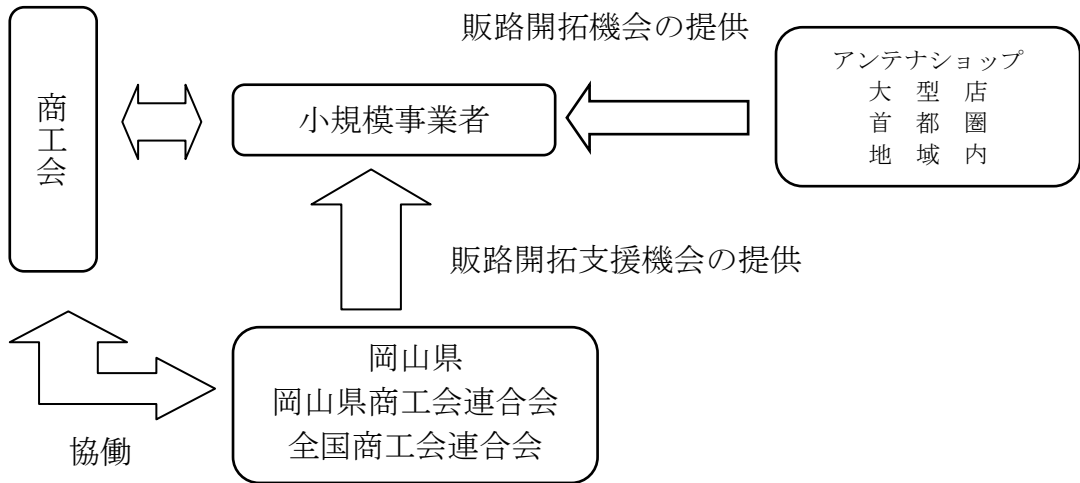 販路開拓機会の提供
アンテナショップ
大　型　店
首　都　圏
地　域　内
商工会
小規模事業者
販路開拓支援機会の提供
岡山県
岡山県商工会連合会
全国商工会連合会
協働